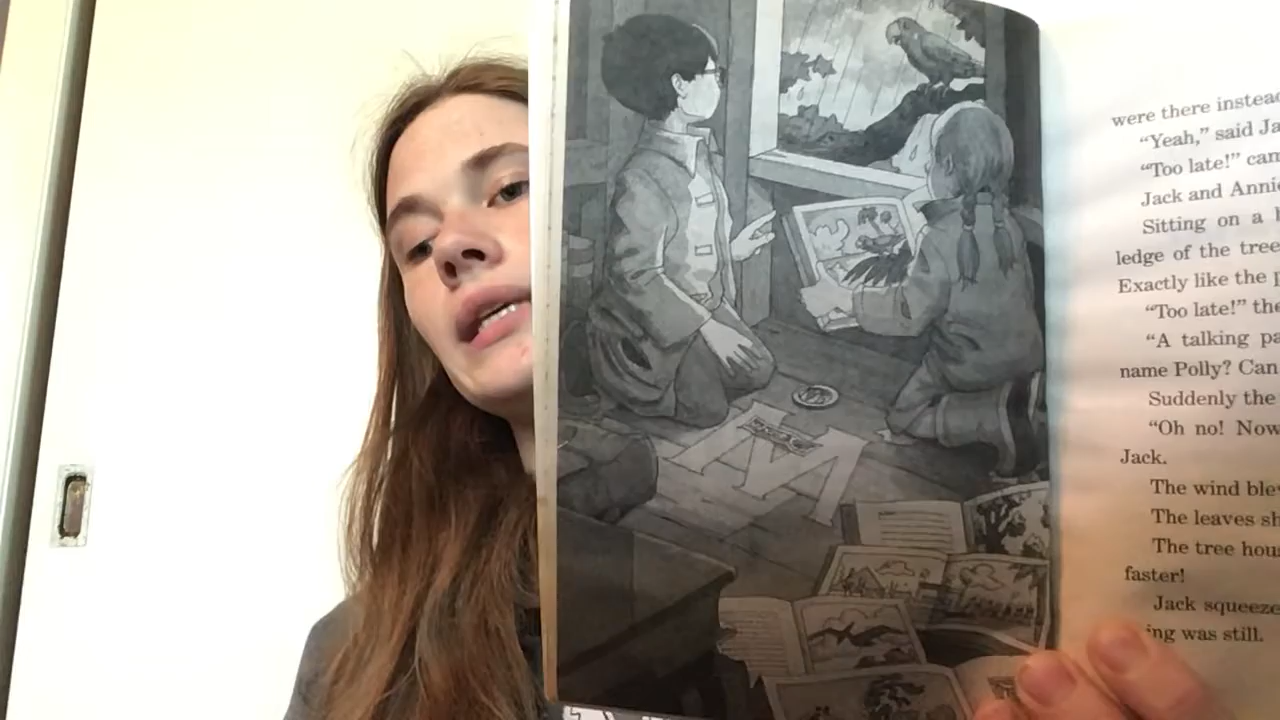 were there instead
“Yeah,” said Ja
“Too late!” cam
Jack and Annie
Sitting on a
ledge of the tree
Exactly like the p
“Too late!” the
“A talking pa
name Polly? Can
Suddenly the
“Oh no! Now
Jack.
The wind blew
The leaves sh
The tree hous
faster!
Jack squeeze
ing was still.
M